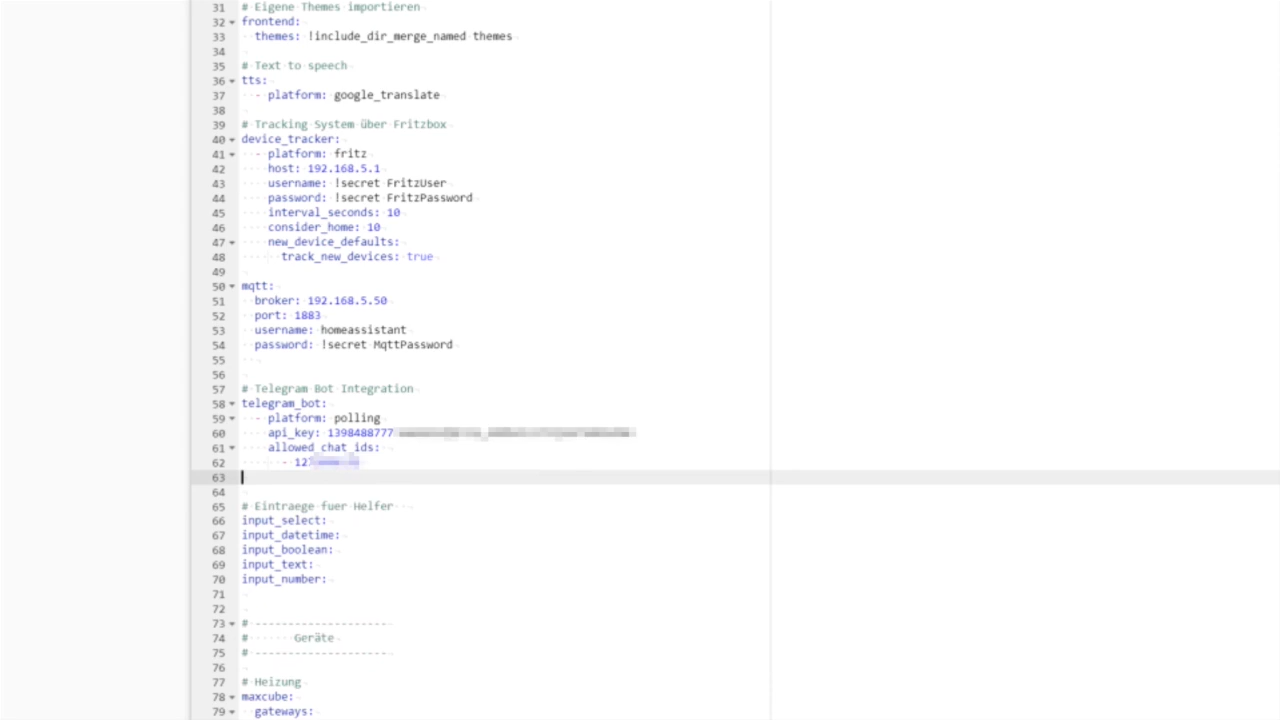 31 # Eigene Themes importieren
32 frontend:
33 themes: !include_dir_merge_named themes
34
35 # Text to speech
36 tts:
37 - platform: google_translate
38
39 # Tracking System über Fritzbox
40 device_tracker:
41 - platform: fritz
42 host: 192.168.5.1
43 username: !secret FritzUser
44 password: !secret FritzPassword
45 interval_seconds: 10
46 consider_home: 10
47 new_device_defaults:
48 track_new_devices: true
49
50 mqtt:
51 broker: 192.168.5.50
52 port: 1883
53 username: homeassistant
54 password: !secret MqttPassword
55
56
57 # Telegram Bot Integration
58 telegram_bot:
59 - platform: polling
60 api_key: 1398488777
61 allowed_chat_ids:
62 - 12
63
64
65 # Eintraege fuer Helfer
66 input_select:
67 input_datetime:
68 input_boolean:
69 input_text:
70 input_number:
71
72
73 # --------------------
74 # Geräte
75 # --------------------
76
77 # Heizung
78 maxcube:
79 gateways: